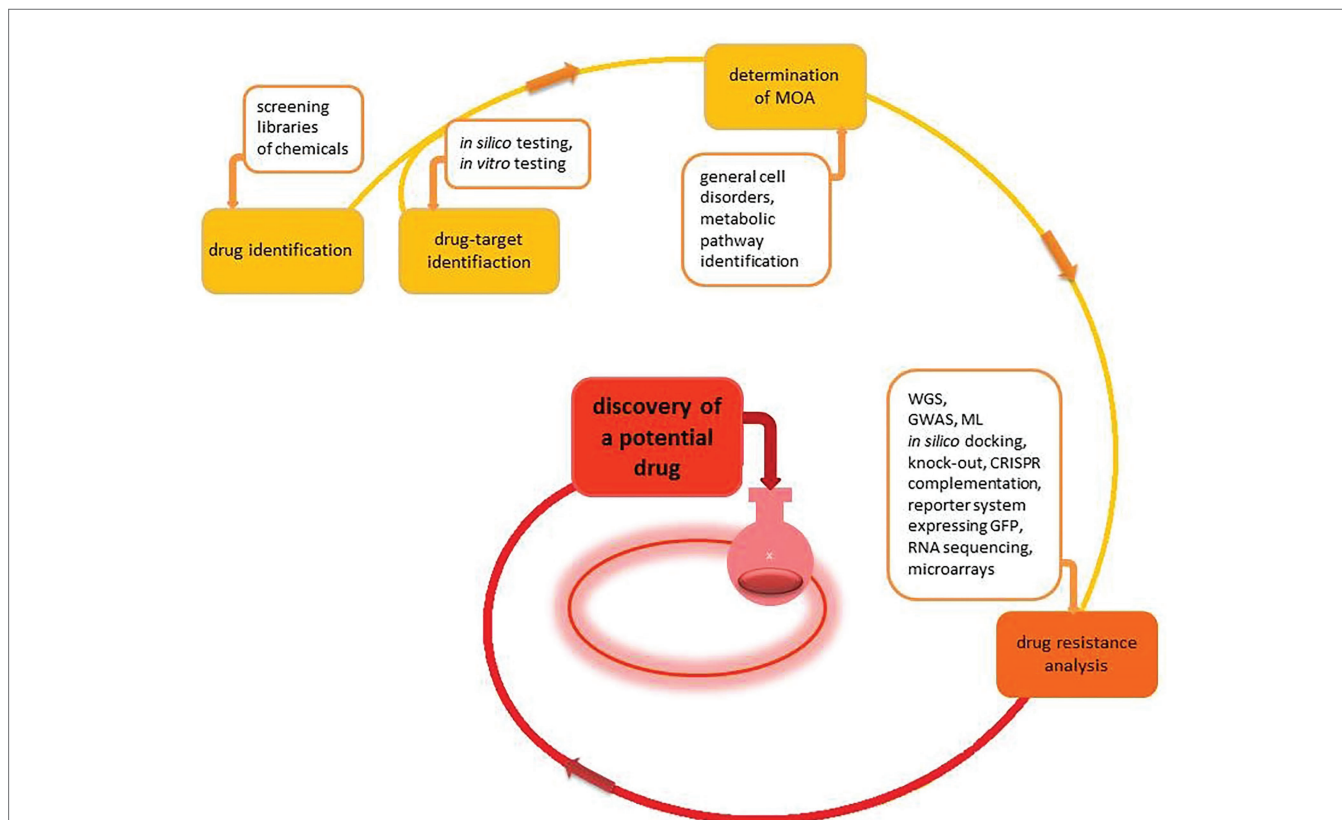 screening
libraries
of chemicals
drug identification
in silico testing,
in vitro testing
drug-target
identifiaction
determination
of MOA
general cell
disorders,
metabolic
pathway
identification
WGS,
GWAS, ML
in silico docking,
knock-out, CRISPR
complementation,
reporter system
expressing GFP,
RNA sequencing,
microarrays
drug resistance
analysis
discovery of
a potential
drug
x